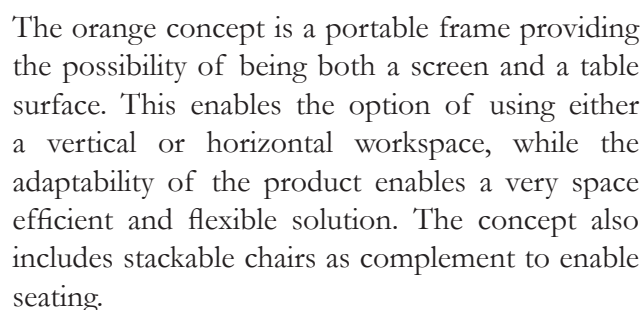 The orange concept is a portable frame providing
the possibility of being both a screen and a table
surface. This enables the option of using either
a vertical or horizontal workspace, while the
adaptability of the product enables a very space
efficient and flexible solution. The concept also
includes stackable chairs as complement to enable
seating.